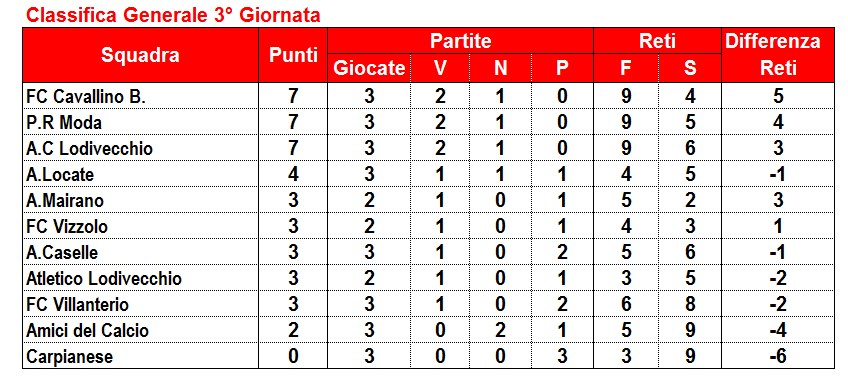 Classifica Generale 3° Giornata
Squadra Punti Partite Reti Differenza Reti
Giocate V N P F S
FC Cavallino B. 7 3 2 1 0 9 4 5
P.R Moda 7 3 2 1 0 9 5 4
A.C Lodivecchio 7 3 2 1 0 9 6 3
A.Locate 4 3 1 1 1 4 5 -1
A.Mairano 3 2 1 0 1 5 2 3
FC Vizzolo 3 2 1 0 1 4 3 1
A.Caselle 3 3 1 0 2 5 6 -1
Atletico Lodivecchio 3 2 1 0 1 3 5 -2
FC Villanterio 3 3 1 0 2 6 8 -2
Amici del Calcio 2 3 0 2 1 5 9 -4
Carpianese 0 3 0 0 3 3 9 -6